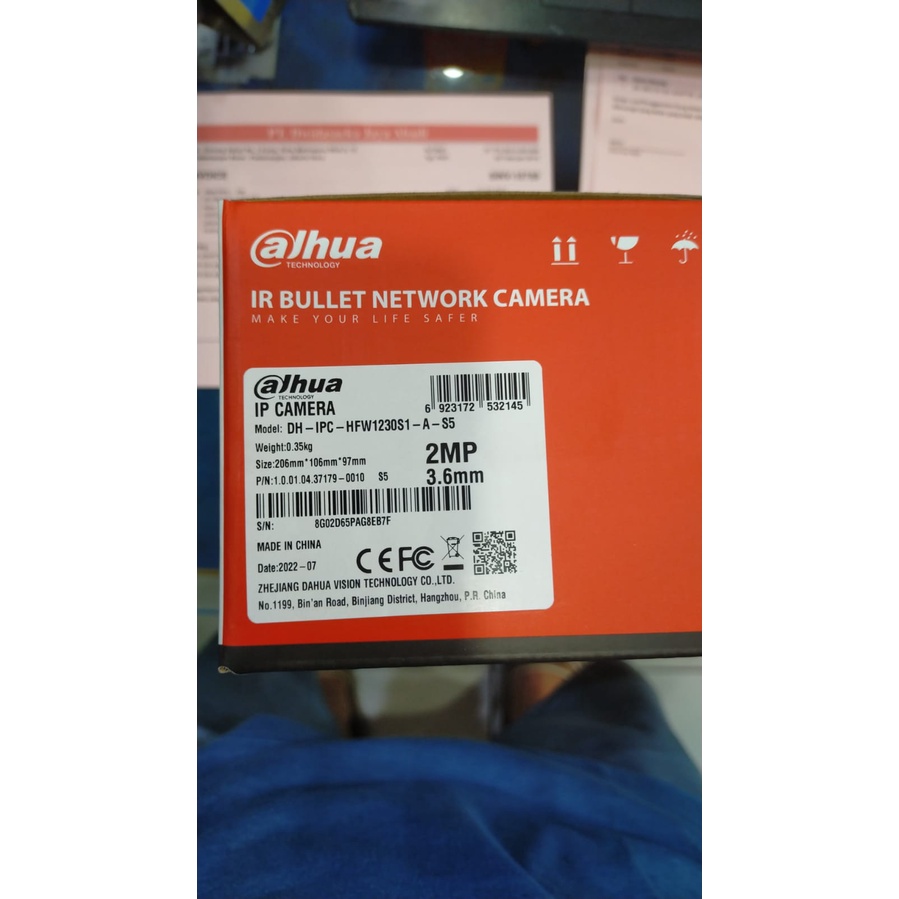 alhua
TECHNOLOGY
IR BULLET NETWORK CAMERA
MAKE YOUR LIFE SAFER
alhua
TECHNOLOGY
IP CAMERA
6 923172 532145
Model: DH-IPC-HFW1230S1-A-S5
Weight:0.35kg
2MP
Size:206mm*106mm*97mm
3.6mm
P/N:1.0.01.04.37179-0010 S5
S/N: 8G02D65PAG8EB7F
MADE IN CHINA
CE FC
Date:2022-07
ZHEJIANG DAHUA VISION TECHNOLOGY CO.,LTD.
No.1199, Bin'an Road, Binjiang District, Hangzhou, P.R. China